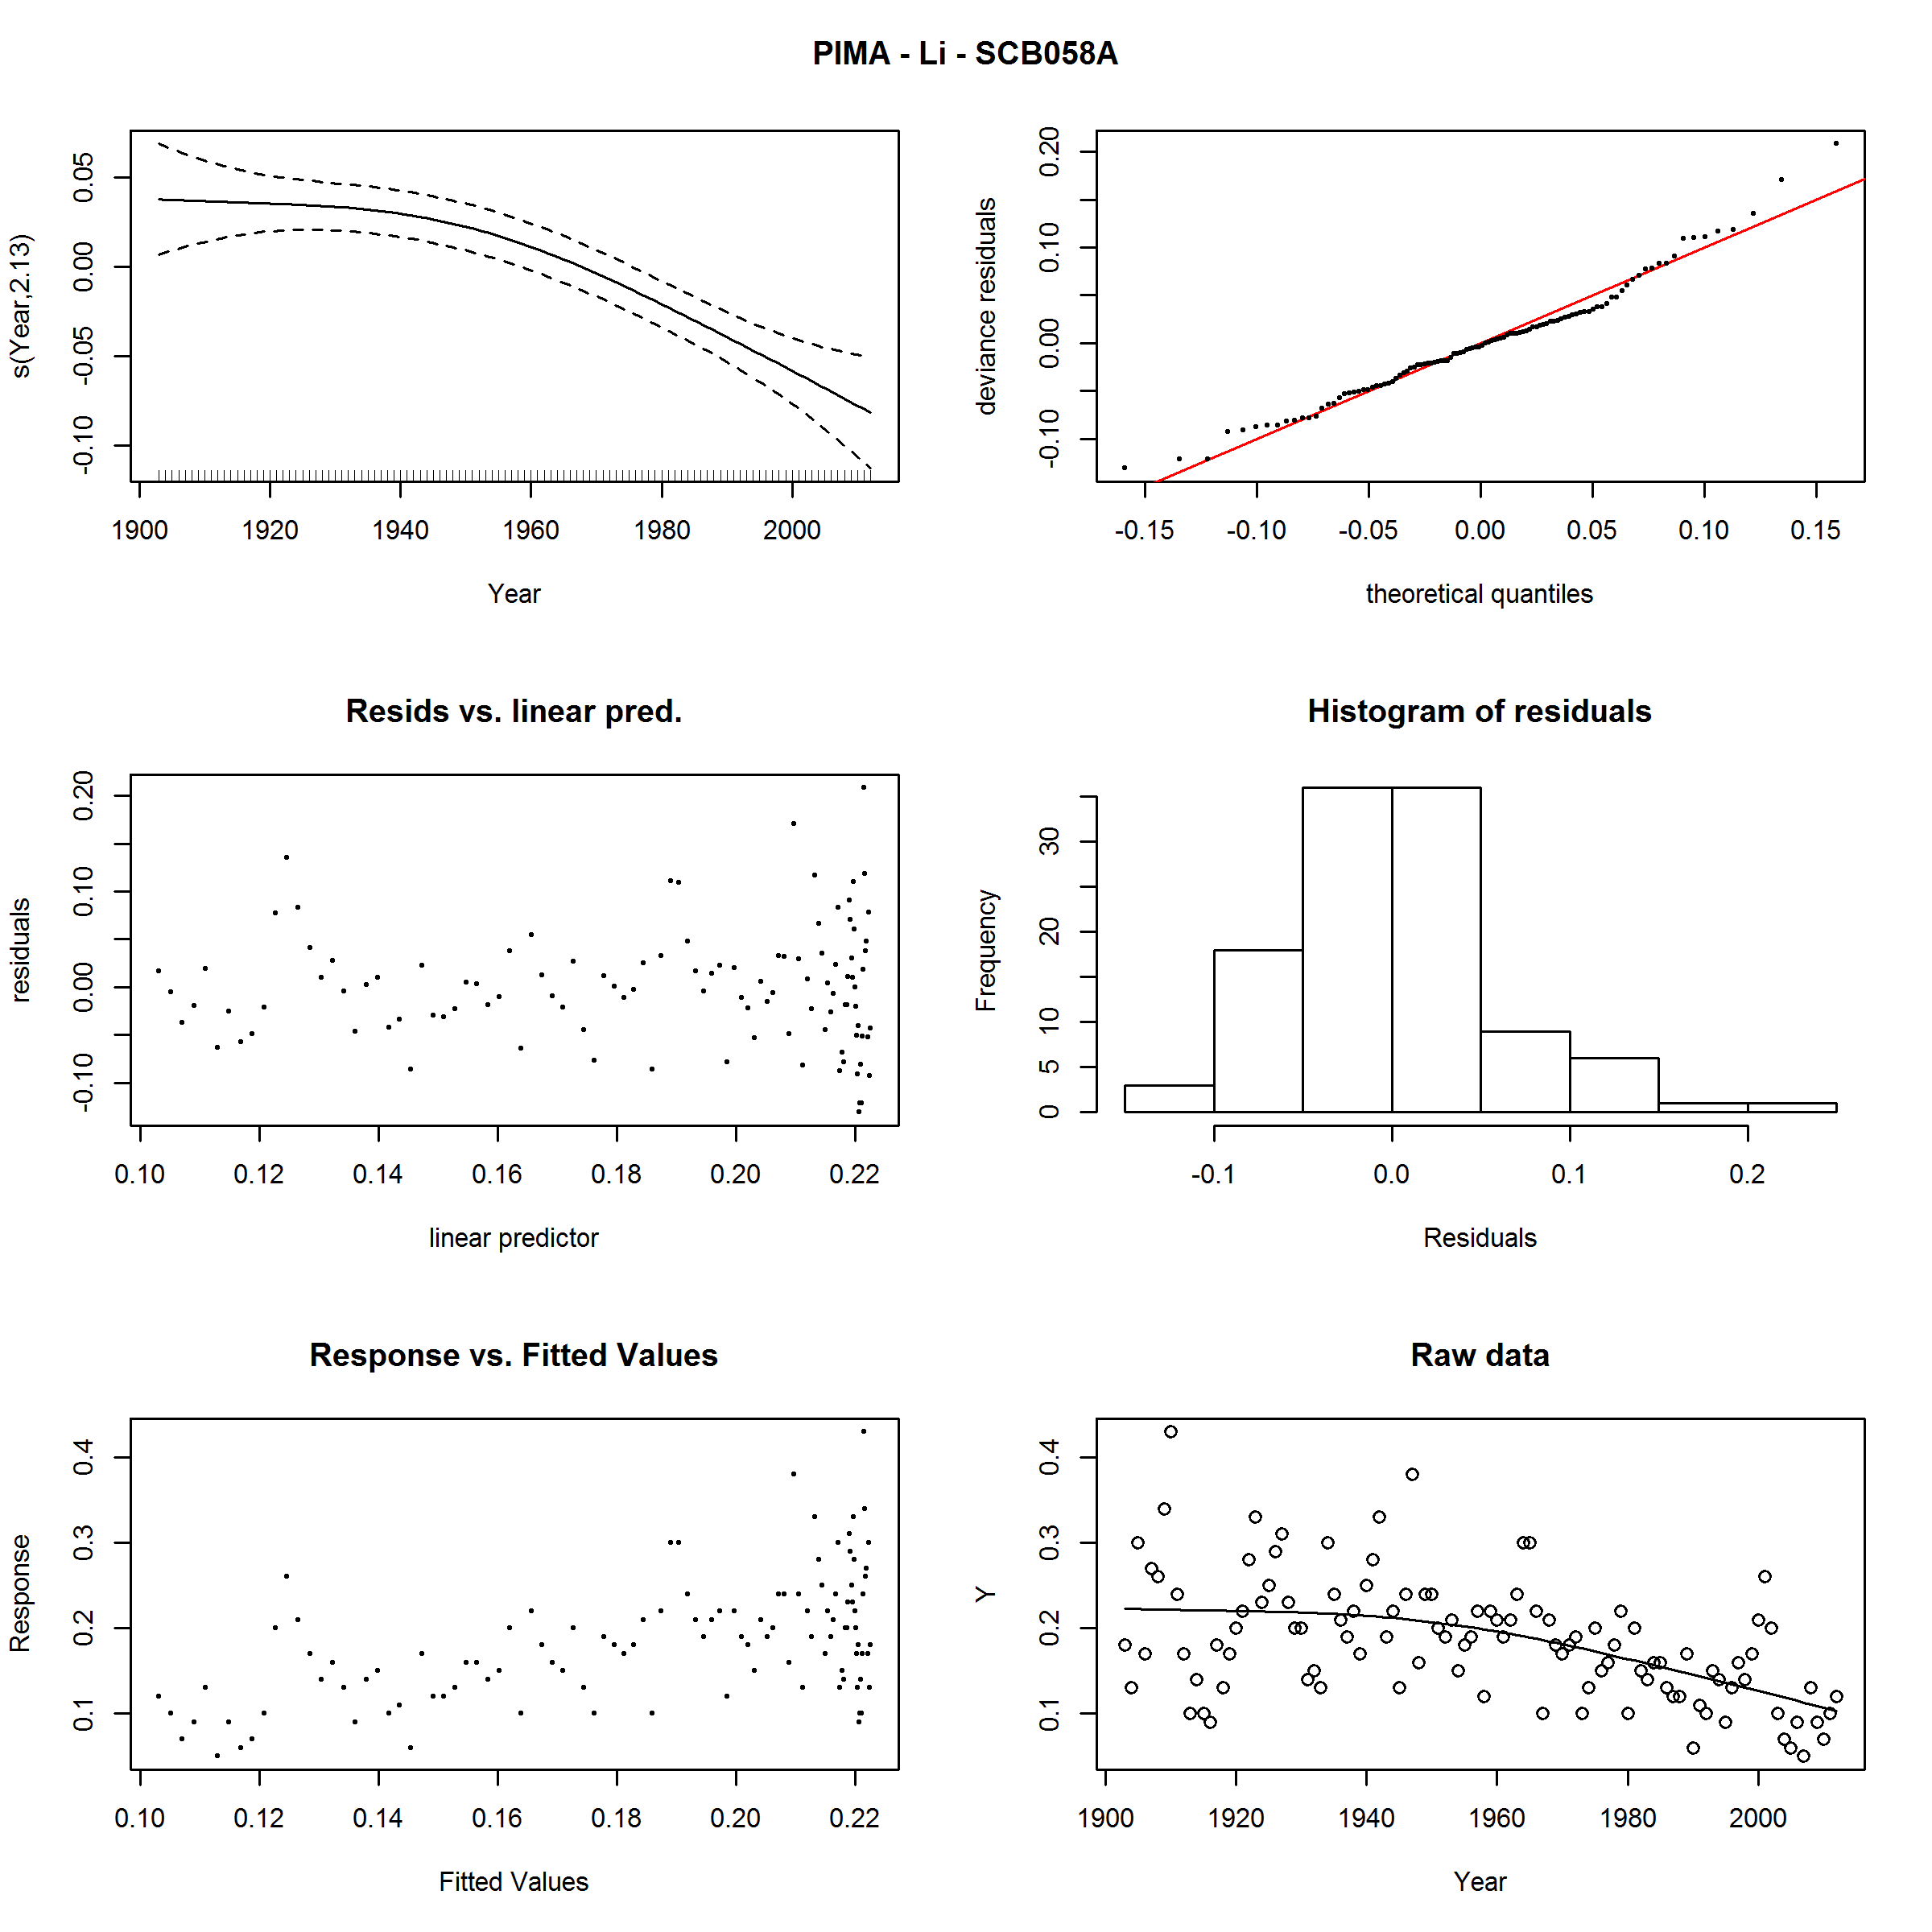 PIMA - Li - SCB058A
s(Year,2.13)
0.05
0.00
-0.05
-0.10
1900 1920 1940 1960 1980 2000
Year
deviance residuals
0.20
0.10
0.00
-0.10
-0.15 -0.10 -0.05 0.00 0.05 0.10 0.15
theoretical quantiles
Resids vs. linear pred.
residuals
0.20
0.10
0.00
-0.10
0.10 0.12 0.14 0.16 0.18 0.20 0.22
linear predictor
Histogram of residuals
Frequency
30
20
10
5
0
-0.1 0.0 0.1 0.2
Residuals
Response vs. Fitted Values
Response
0.4
0.3
0.2
0.1
0.10 0.12 0.14 0.16 0.18 0.20 0.22
Fitted Values
Raw data
Y
0.4
0.3
0.2
0.1
1900 1920 1940 1960 1980 2000
Year